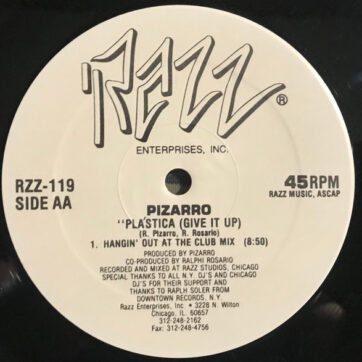 RAZZ ®
ENTERPRISES, INC.
RZZ-119
SIDE AA
45RPM
RAZZ MUSIC, ASCAP
PIZARRO
"PLASTICA (GIVE IT UP)
(R. Pizarro, R. Rosario)
1. HANGIN' OUT AT THE CLUB MIX (8:50)
PRODUCED BY PIZARRO
CO-PRODUCED BY RALPHI ROSARIO
RECORDED AND MIXED AT RAZZ STUDIOS, CHICAGO
SPECIAL THANKS TO ALL N.Y. DJ'S AND CHICAGO
DJ'S FOR THEIR SUPPORT AND
THANKS TO RAPLH SOLER FROM
DOWNTOWN RECORDS, N.Y.
Razz Enterprises, Inc * 3228 N. Wilton
Chicago, IL 60657
312-248-2162
Fax: 312-248-4756